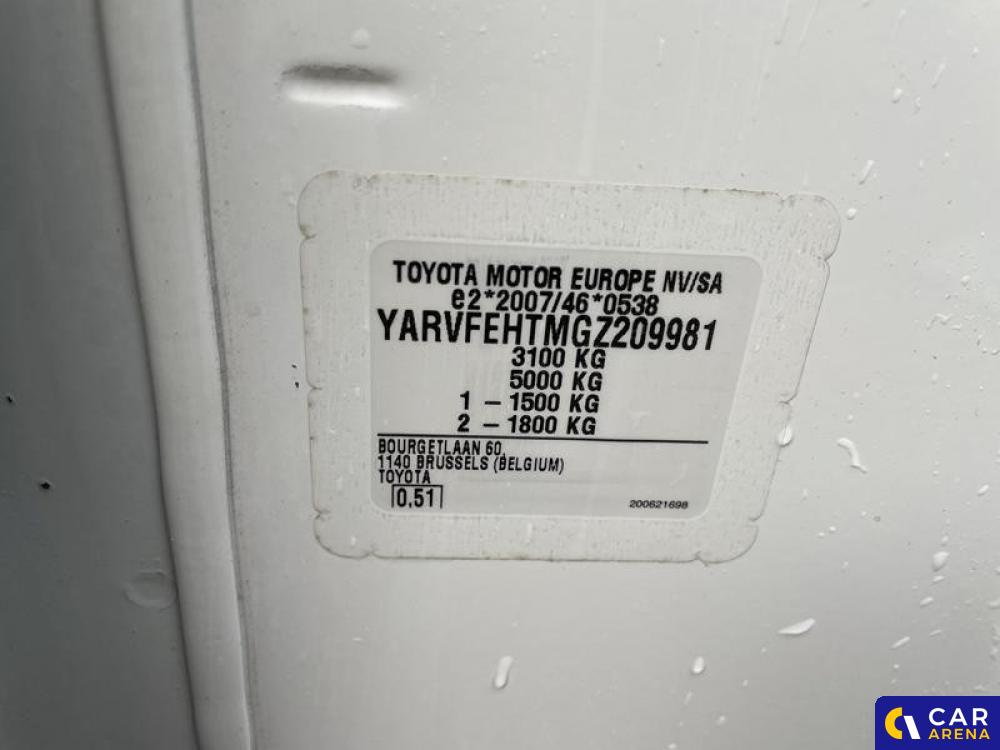 TOYOTA MOTOR EUROPE NV/SA
e2*2007/46*0538
YARVFEHTMGZ209981
3100 KG
5000 KG
1 – 1500 KG
2 – 1800 KG
BOURGETLAAN 60,
1140 BRUSSELS (BELGIUM)
TOYOTA
0,51
200621698
CAR
ARENA